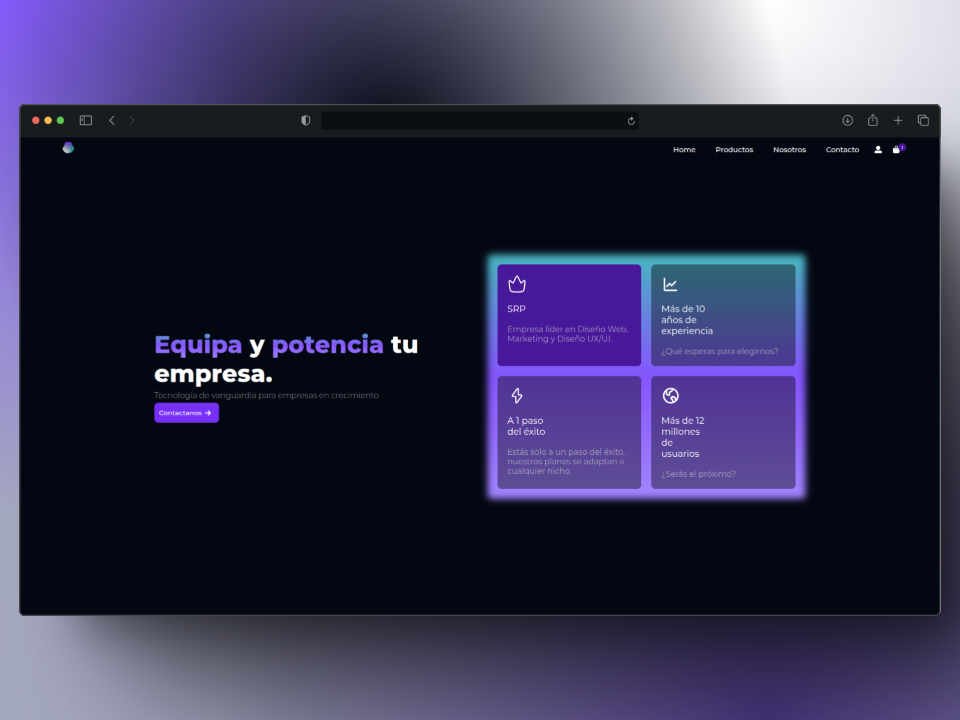 Home Productos Nosotros Contacto 1
Equipa y potencia tu
empresa.
Tecnología de vanguardia para empresas en crecimiento
Contactanos
SRP
Empresa líder en Diseño Web,
Marketing y Diseño UX/UI.
Más de 10
años de
experiencia
¿Qué esperas para elegirnos?
A 1 paso
del éxito
Estás solo a un paso del éxito,
nuestros planes se adaptan a
cualquier nicho.
Más de 12
millones
de
usuarios
¿Serás el próximo?